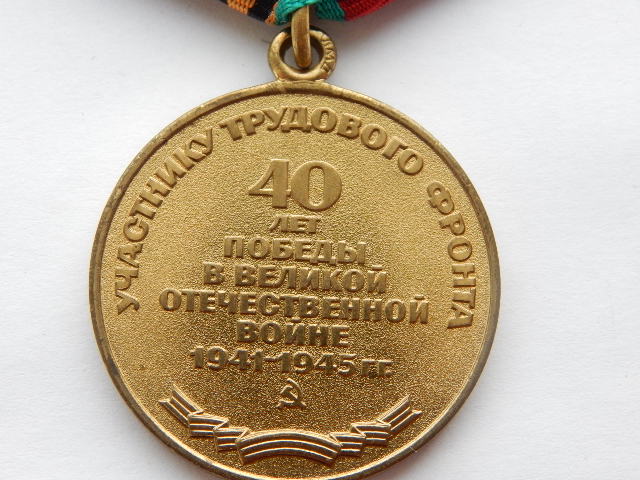 УЧАСТНИКУ ТРУДОВОГО ФРОНТА
40
ЛЕТ
ПОБЕДЫ
В ВЕЛИКОЙ
ОТЕЧЕСТВЕННОЙ
ВОЙНЕ
1941-1945 гг.